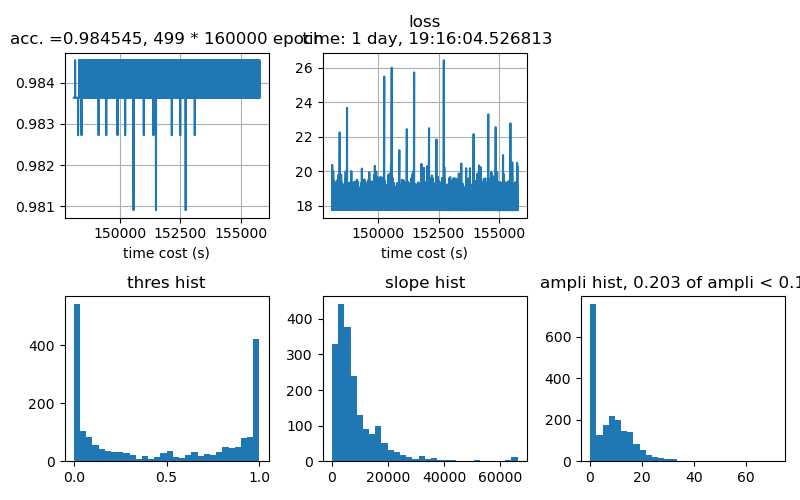 loss
acc. =0.984545, 499 * 160000 epoch
time: 1 day, 19:16:04.526813
0.984
0.983
0.982
0.981
150000 152500 155000
time cost (s)
26
24
22
20
18
150000 152500 155000
time cost (s)
thres hist
400
200
0
0.0 0.5 1.0
slope hist
400
300
200
100
0
0 20000 40000 60000
ampli hist, 0.203 of ampli < 0.1
600
400
200
0
0 20 40 60